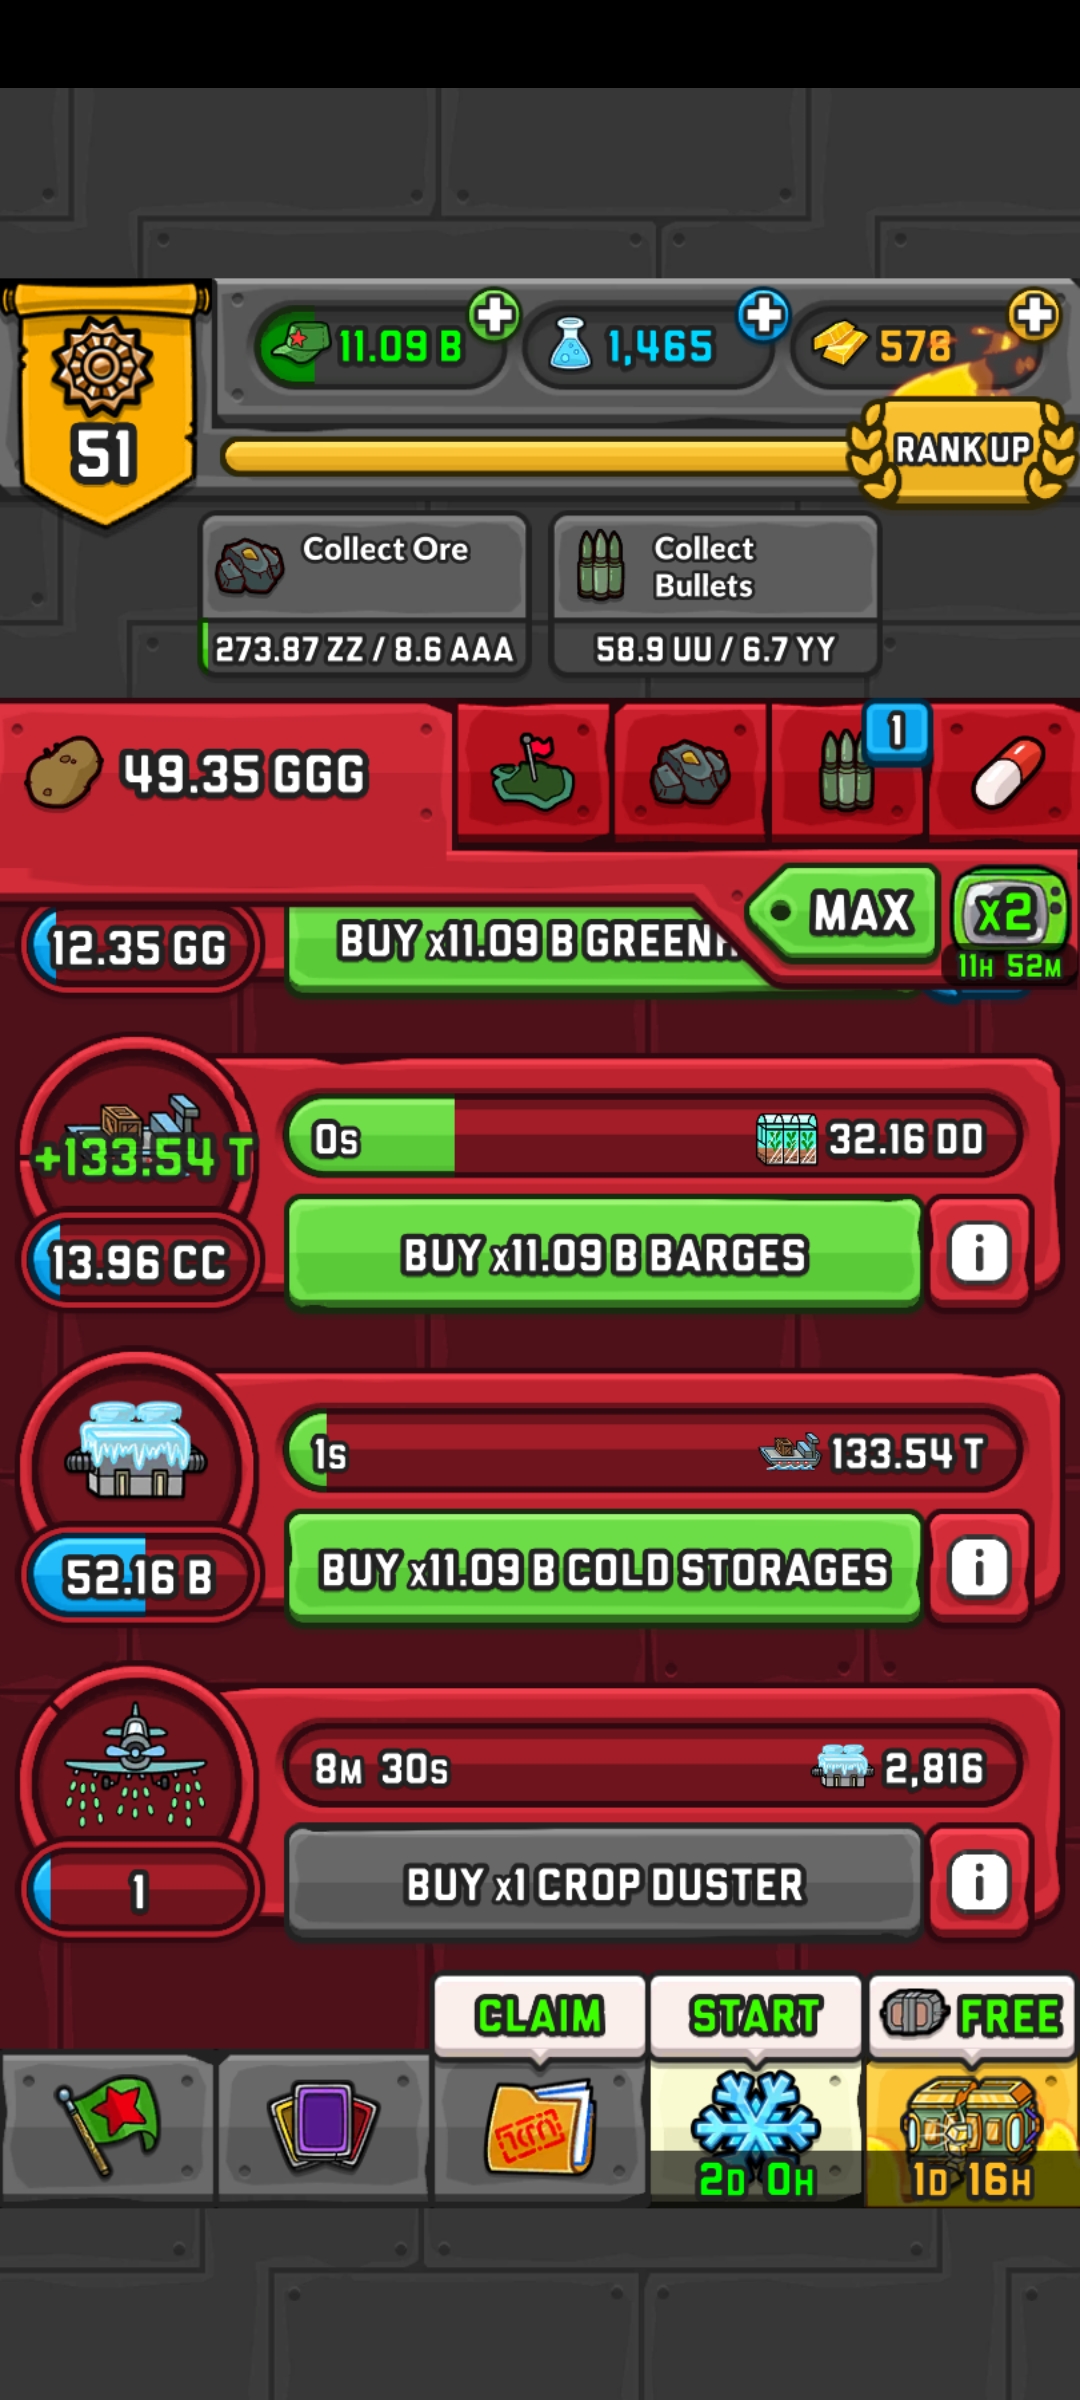 11.09 B
1,465
578
51
RANK UP
Collect Ore
273.87 ZZ / 8.6 AAA
Collect
Bullets
58.9 UU / 6.7 YY
49.35 GGG
1
MAX
x2
11H 52M
12.35 GG
BUY x11.09 B
+133.54 T
0s
32.16 DD
13.96 CC
BUY x11.09 B BARGES
i
1s
133.54 T
52.16 B
BUY x11.09 B COLD STORAGES
i
8M 30S
2,816
1
BUY x1 CROP DUSTER
i
CLAIM
START
FREE
2D 0H
1D 16H